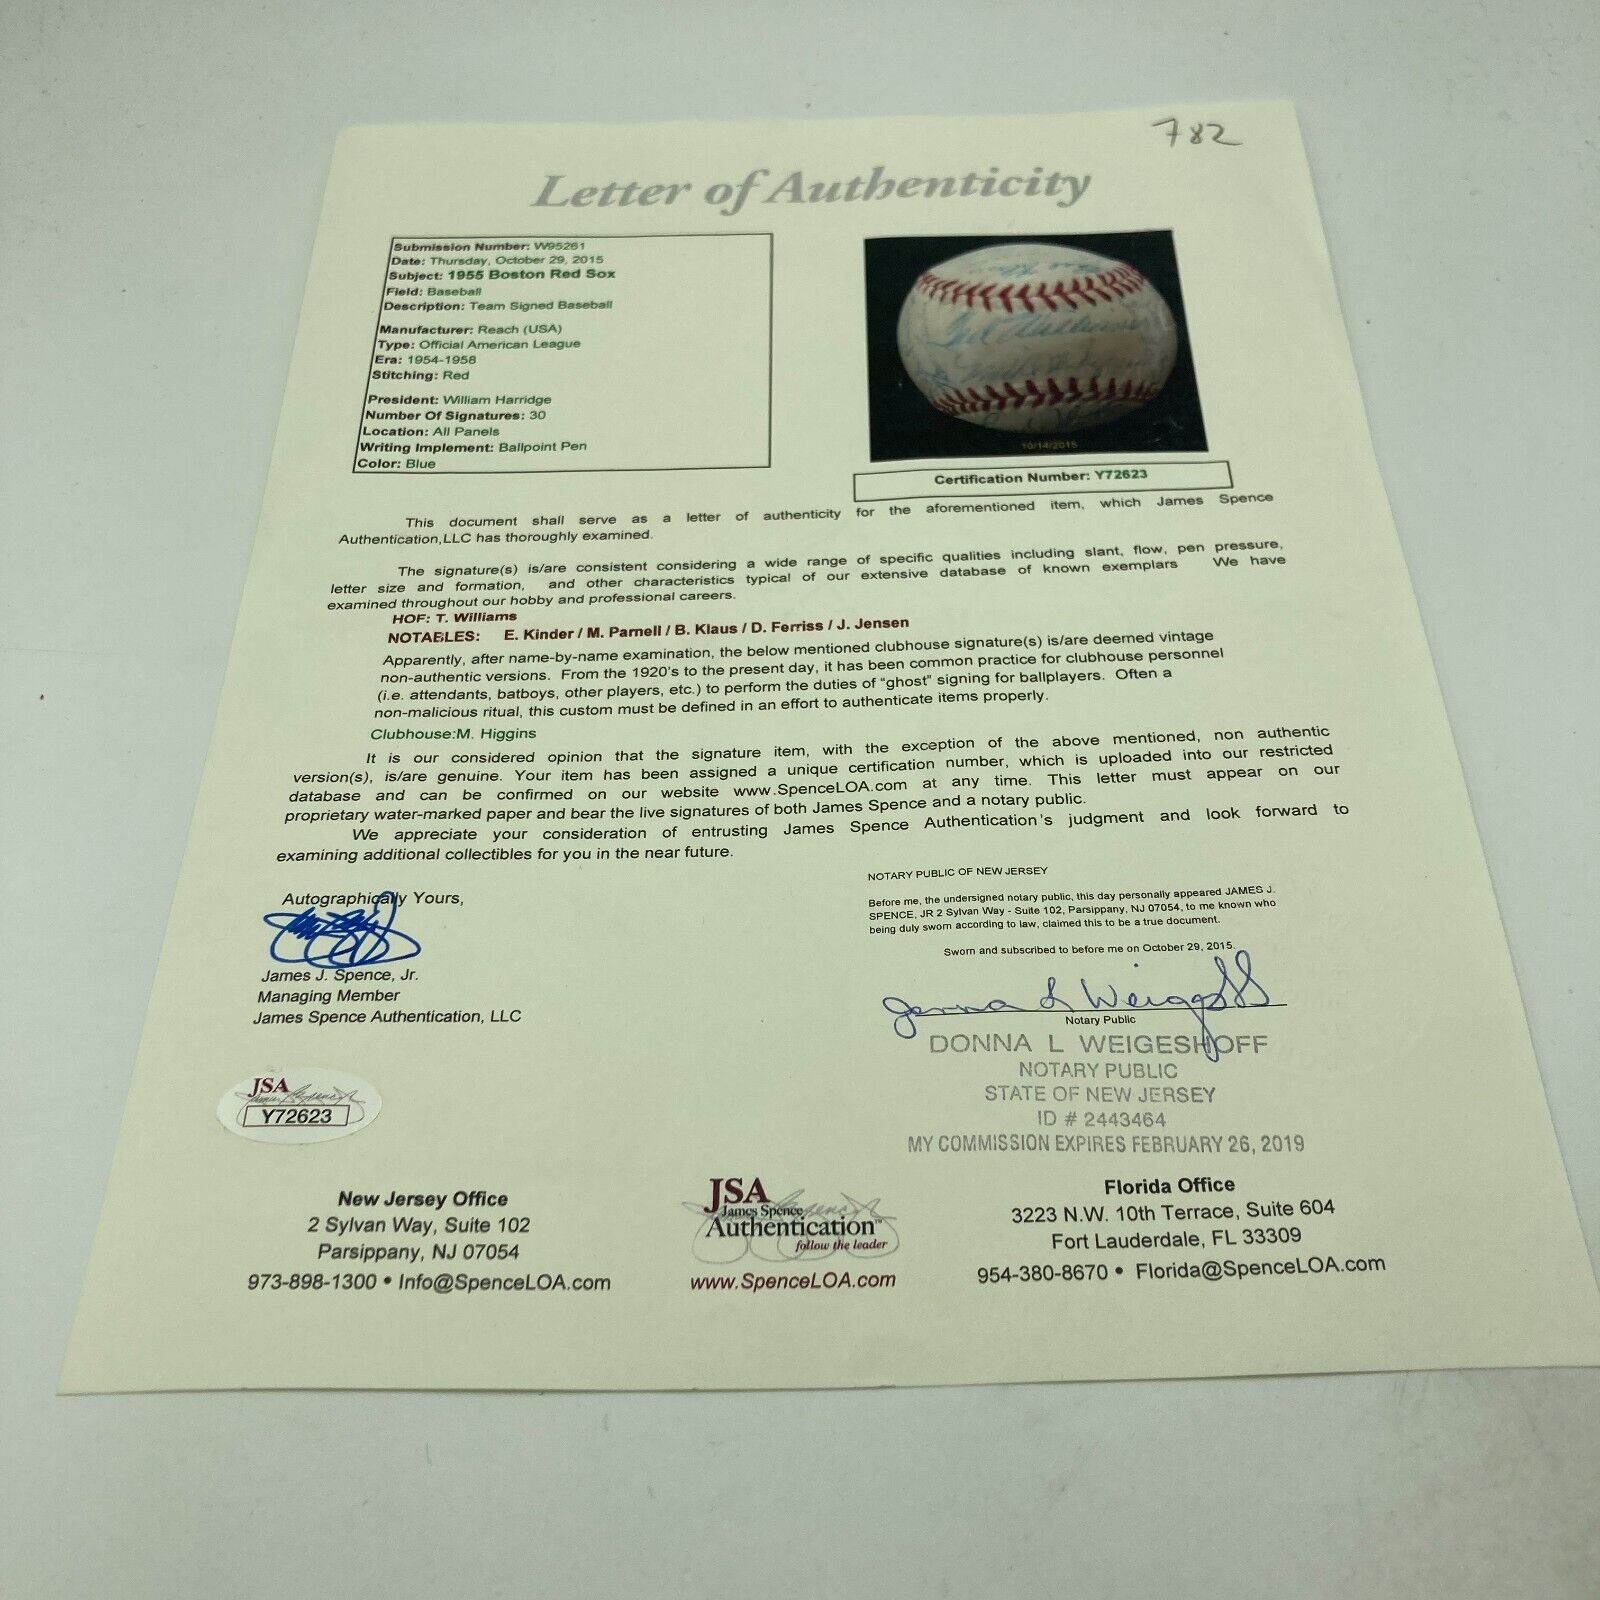 782
Letter of Authenticity
Submission Number: W95261
Date: Thursday, October 29, 2015
Subject: 1955 Boston Red Sox
Field: Baseball
Description: Team Signed Baseball
Manufacturer: Reach (USA)
Type: Official American League
Era: 1954-1958
Stitching: Red
President: William Harridge
Number Of Signatures: 30
Location: All Panels
Writing Implement: Ballpoint Pen
Color: Blue
Ted Williams
10/14/2015
Certification Number: Y72623
This document shall serve as a letter of authenticity for the aforementioned item, which James Spence
Authentication,LLC has thoroughly examined.
The signature(s) is/are consistent considering a wide range of specific qualities including slant, flow, pen pressure,
letter size and formation, and other characteristics typical of our extensive database of known exemplars We have
examined throughout our hobby and professional careers.
HOF: T. Williams
NOTABLES: E. Kinder / M. Parnell / B. Klaus / D. Ferriss / J. Jensen
Apparently, after name-by-name examination, the below mentioned clubhouse signature(s) is/are deemed vintage
non-authentic versions. From the 1920's to the present day, it has been common practice for clubhouse personnel
(i.e. attendants, batboys, other players, etc.) to perform the duties of "ghost" signing for ballplayers. Often a
non-malicious ritual, this custom must be defined in an effort to authenticate items properly.
Clubhouse:M. Higgins
It is our considered opinion that the signature item, with the exception of the above mentioned, non authentic
version(s), is/are genuine. Your item has been assigned a unique certification number, which is uploaded into our restricted
database and can be confirmed on our website www.SpenceLOA.com at any time. This letter must appear on our
proprietary water-marked paper and bear the live signatures of both James Spence and a notary public.
We appreciate your consideration of entrusting James Spence Authentication's judgment and look forward to
examining additional collectibles for you in the near future.
Autographically Yours,
James J. Spence, Jr.
Managing Member
James Spence Authentication, LLC
NOTARY PUBLIC OF NEW JERSEY
Before me, the undersigned notary public, this day personally appeared JAMES J.
SPENCE, JR 2 Sylvan Way - Suite 102, Parsippany, NJ 07054, to me known who
being duly sworn according to law, claimed this to be a true document.
Sworn and subscribed to before me on October 29, 2015.
Donna L Weigeshoff
Notary Public
DONNA L WEIGESHOFF
NOTARY PUBLIC
STATE OF NEW JERSEY
ID # 2443464
MY COMMISSION EXPIRES FEBRUARY 26, 2019
JSA
Y72623
New Jersey Office
2 Sylvan Way, Suite 102
Parsippany, NJ 07054
973-898-1300 • Info@SpenceLOA.com
JSA
James Spence
Authentication™
follow the leader
www.SpenceLOA.com
Florida Office
3223 N.W. 10th Terrace, Suite 604
Fort Lauderdale, FL 33309
954-380-8670 • Florida@SpenceLOA.com